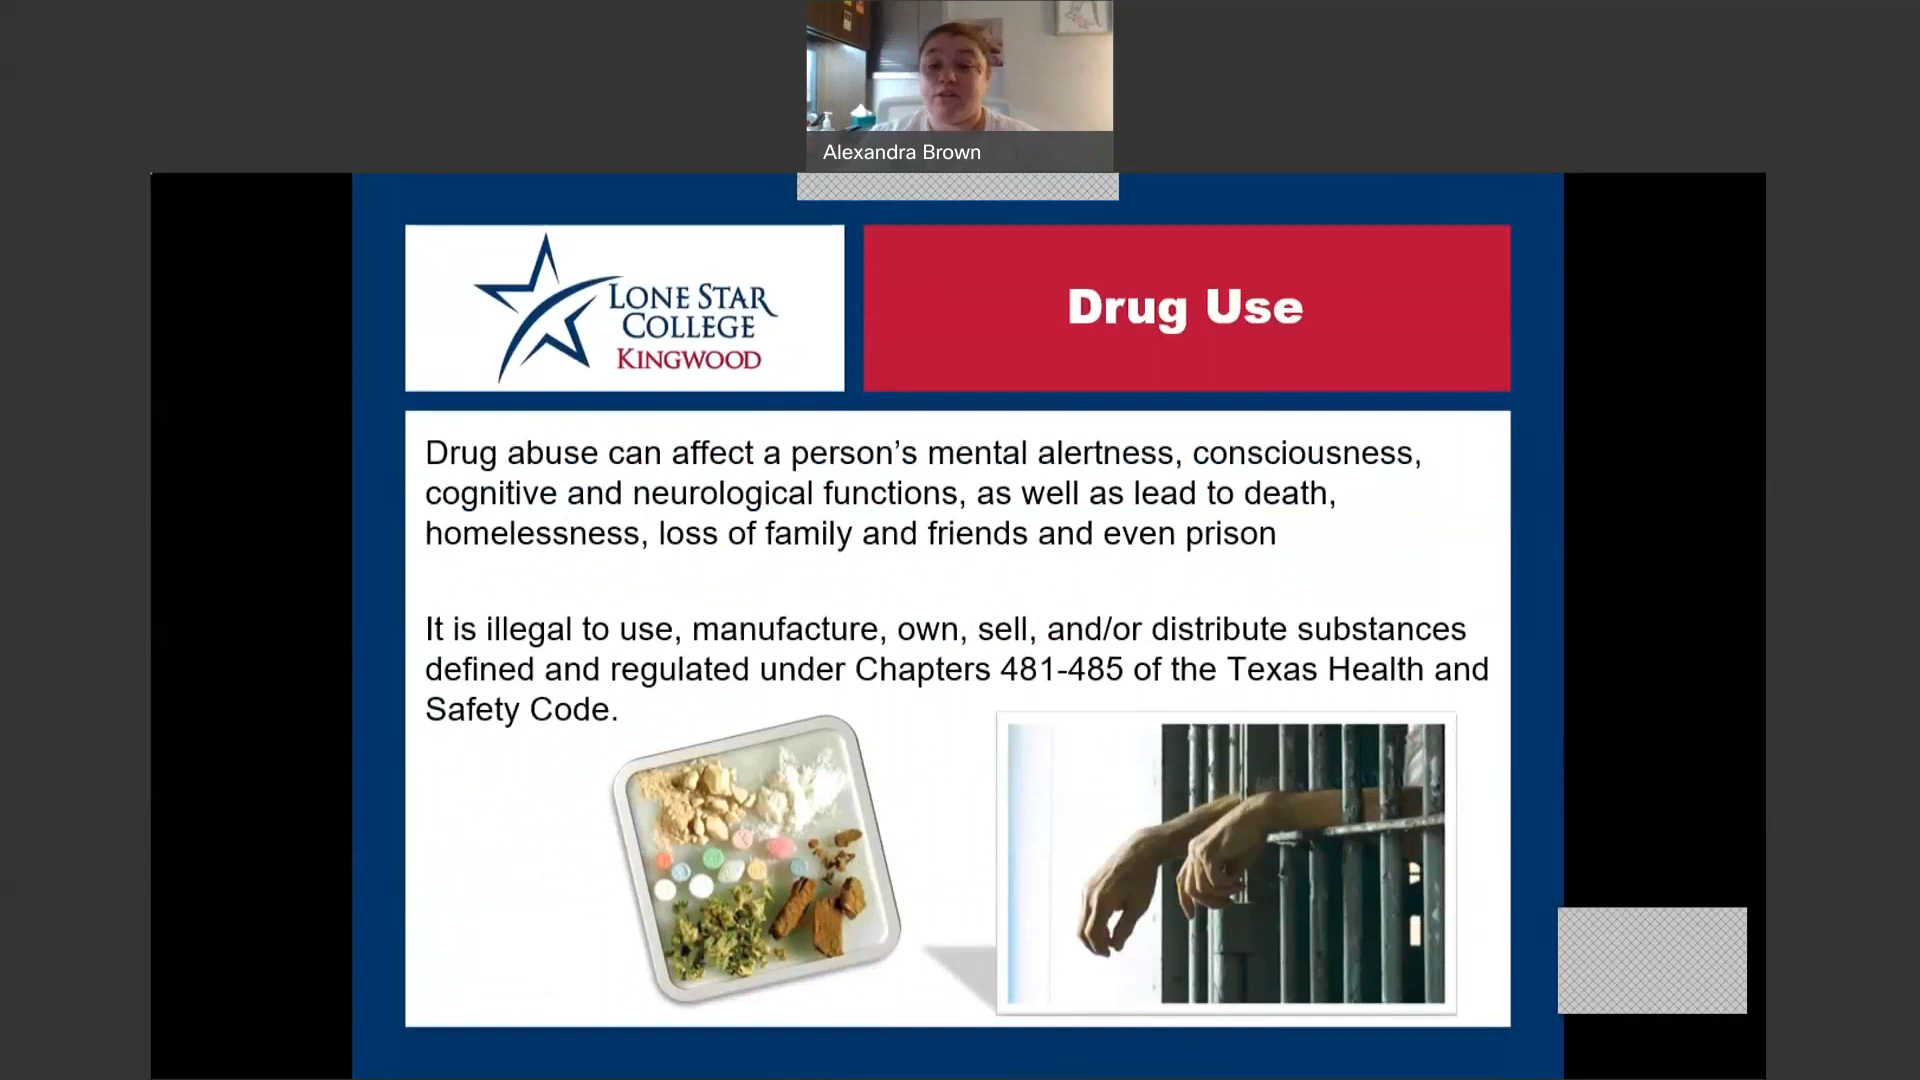 Alexandra Brown
LONE STAR
COLLEGE
KINGWOOD
Drug Use
Drug abuse can affect a person’s mental alertness, consciousness,
cognitive and neurological functions, as well as lead to death,
homelessness, loss of family and friends and even prison
It is illegal to use, manufacture, own, sell, and/or distribute substances
defined and regulated under Chapters 481-485 of the Texas Health and
Safety Code.